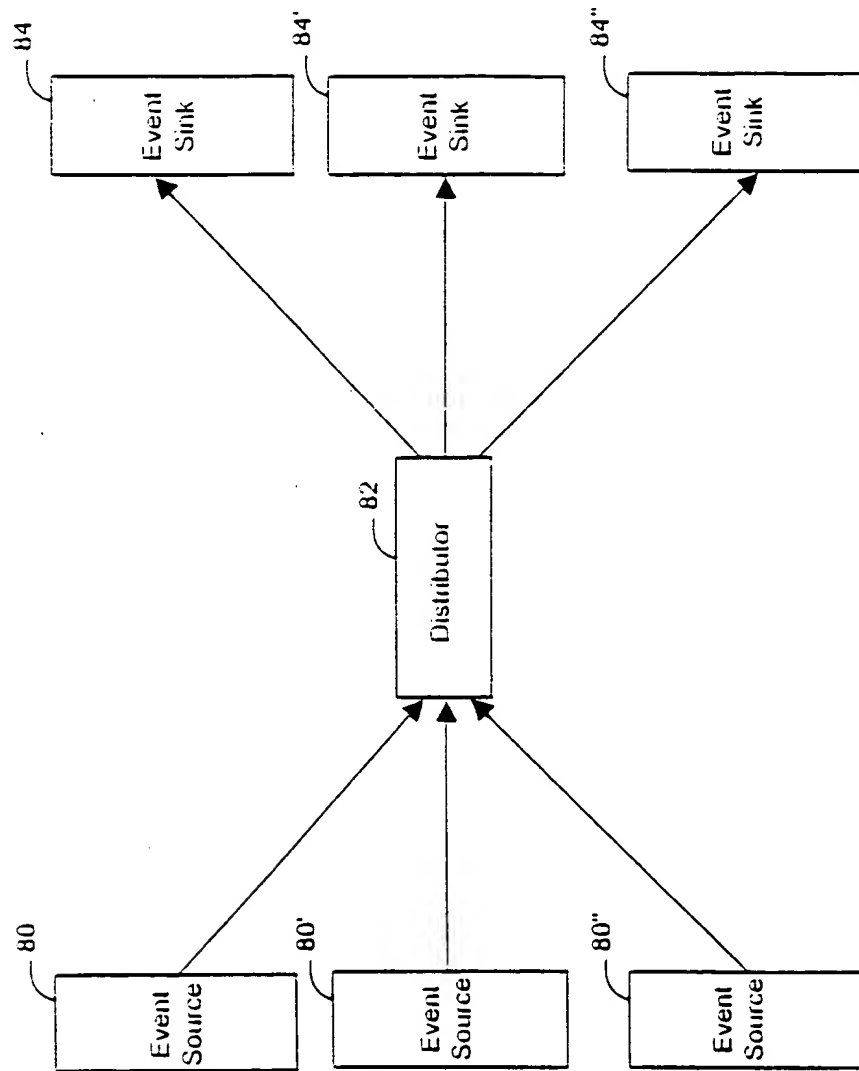 80
Event
Source
80'
Event
Source
80"
Event
Source
82
Distributor
84
Event
Sink
84'
Event
Sink
84"
Event
Sink